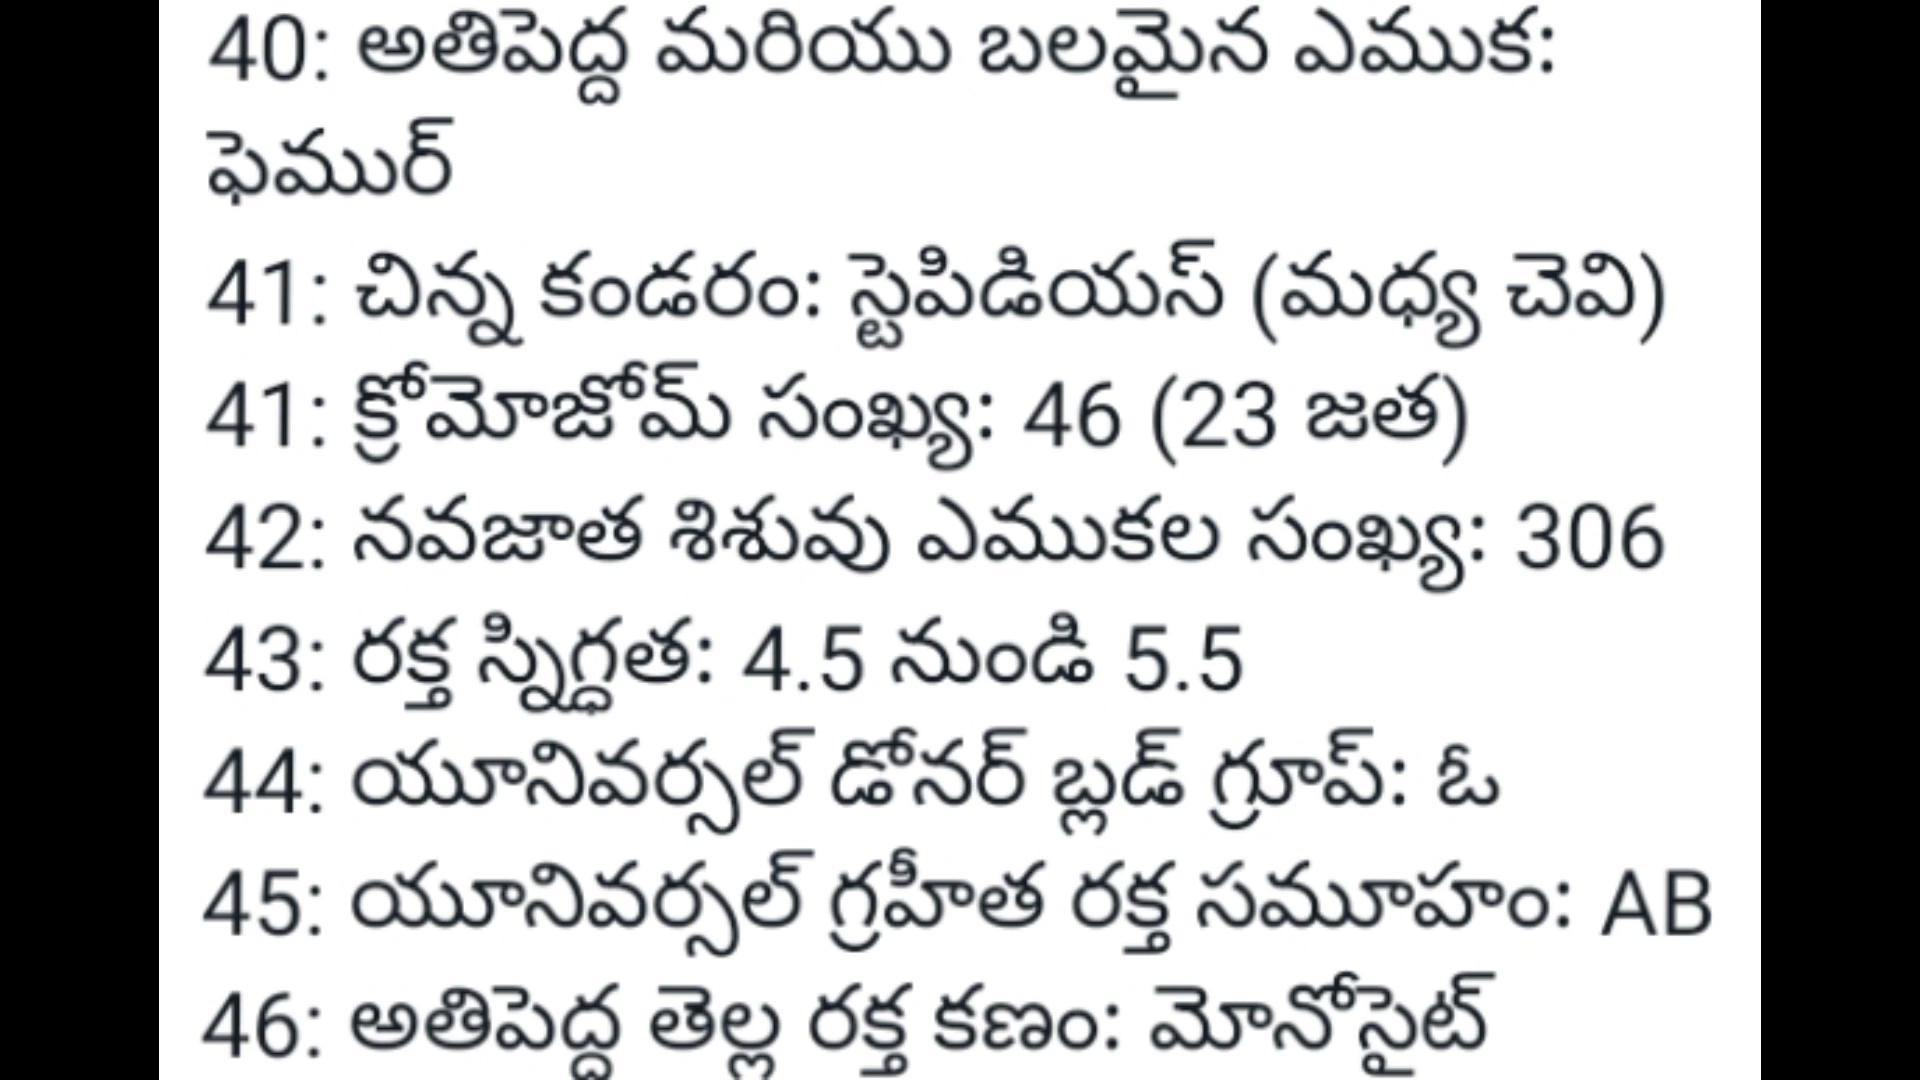 40: అతిపెద్ద మరియు బలమైన ఎముక:
ఫెముర్
41: చిన్న కండరం: స్టెపిడియస్ (మధ్య చెవి)
41: క్రోమోజోమ్ సంఖ్య: 46 (23 జత)
42: నవజాత శిశువు ఎముకల సంఖ్య: 306
43: రక్త స్నిగ్ధత: 4.5 నుండి 5.5
44: యూనివర్సల్ డోనర్ బ్లడ్ గ్రూప్: ఓ
45: యూనివర్సల్ గ్రహీత రక్త సమూహం: AB
46: అతిపెద్ద తెల్ల రక్త కణం: మోనోసైట్